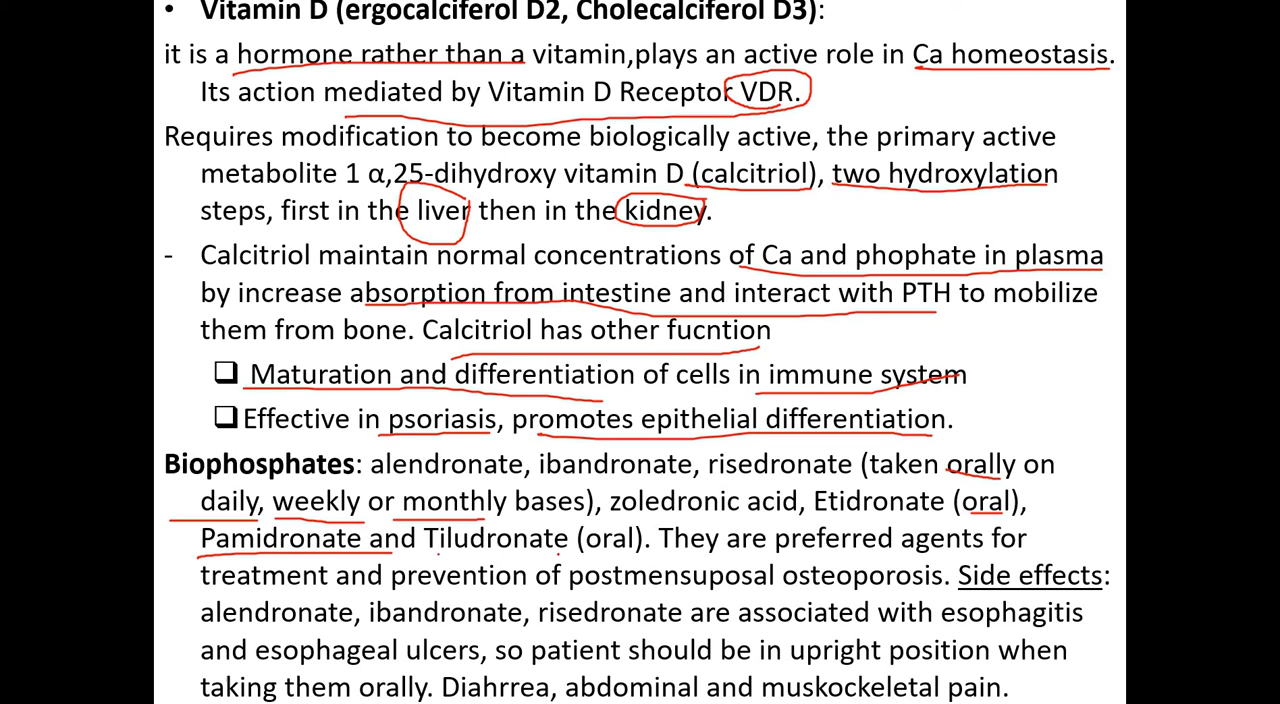 • Vitamin D (ergocalciferol D2, Cholecalciferol D3):
it is a hormone rather than a vitamin,plays an active role in Ca homeostasis.
Its action mediated by Vitamin D Receptor VDR.
Requires modification to become biologically active, the primary active
metabolite 1 α,25-dihydroxy vitamin D (calcitriol), two hydroxylation
steps, first in the liver then in the kidney.
- Calcitriol maintain normal concentrations of Ca and phophate in plasma
by increase absorption from intestine and interact with PTH to mobilize
them from bone. Calcitriol has other fucntion
❑ Maturation and differentiation of cells in immune system
❑ Effective in psoriasis, promotes epithelial differentiation.
Biophosphates: alendronate, ibandronate, risedronate (taken orally on
daily, weekly or monthly bases), zoledronic acid, Etidronate (oral),
Pamidronate and Tiludronate (oral). They are preferred agents for
treatment and prevention of postmensuposal osteoporosis. Side effects:
alendronate, ibandronate, risedronate are associated with esophagitis
and esophageal ulcers, so patient should be in upright position when
taking them orally. Diahrrea, abdominal and muskockeletal pain.